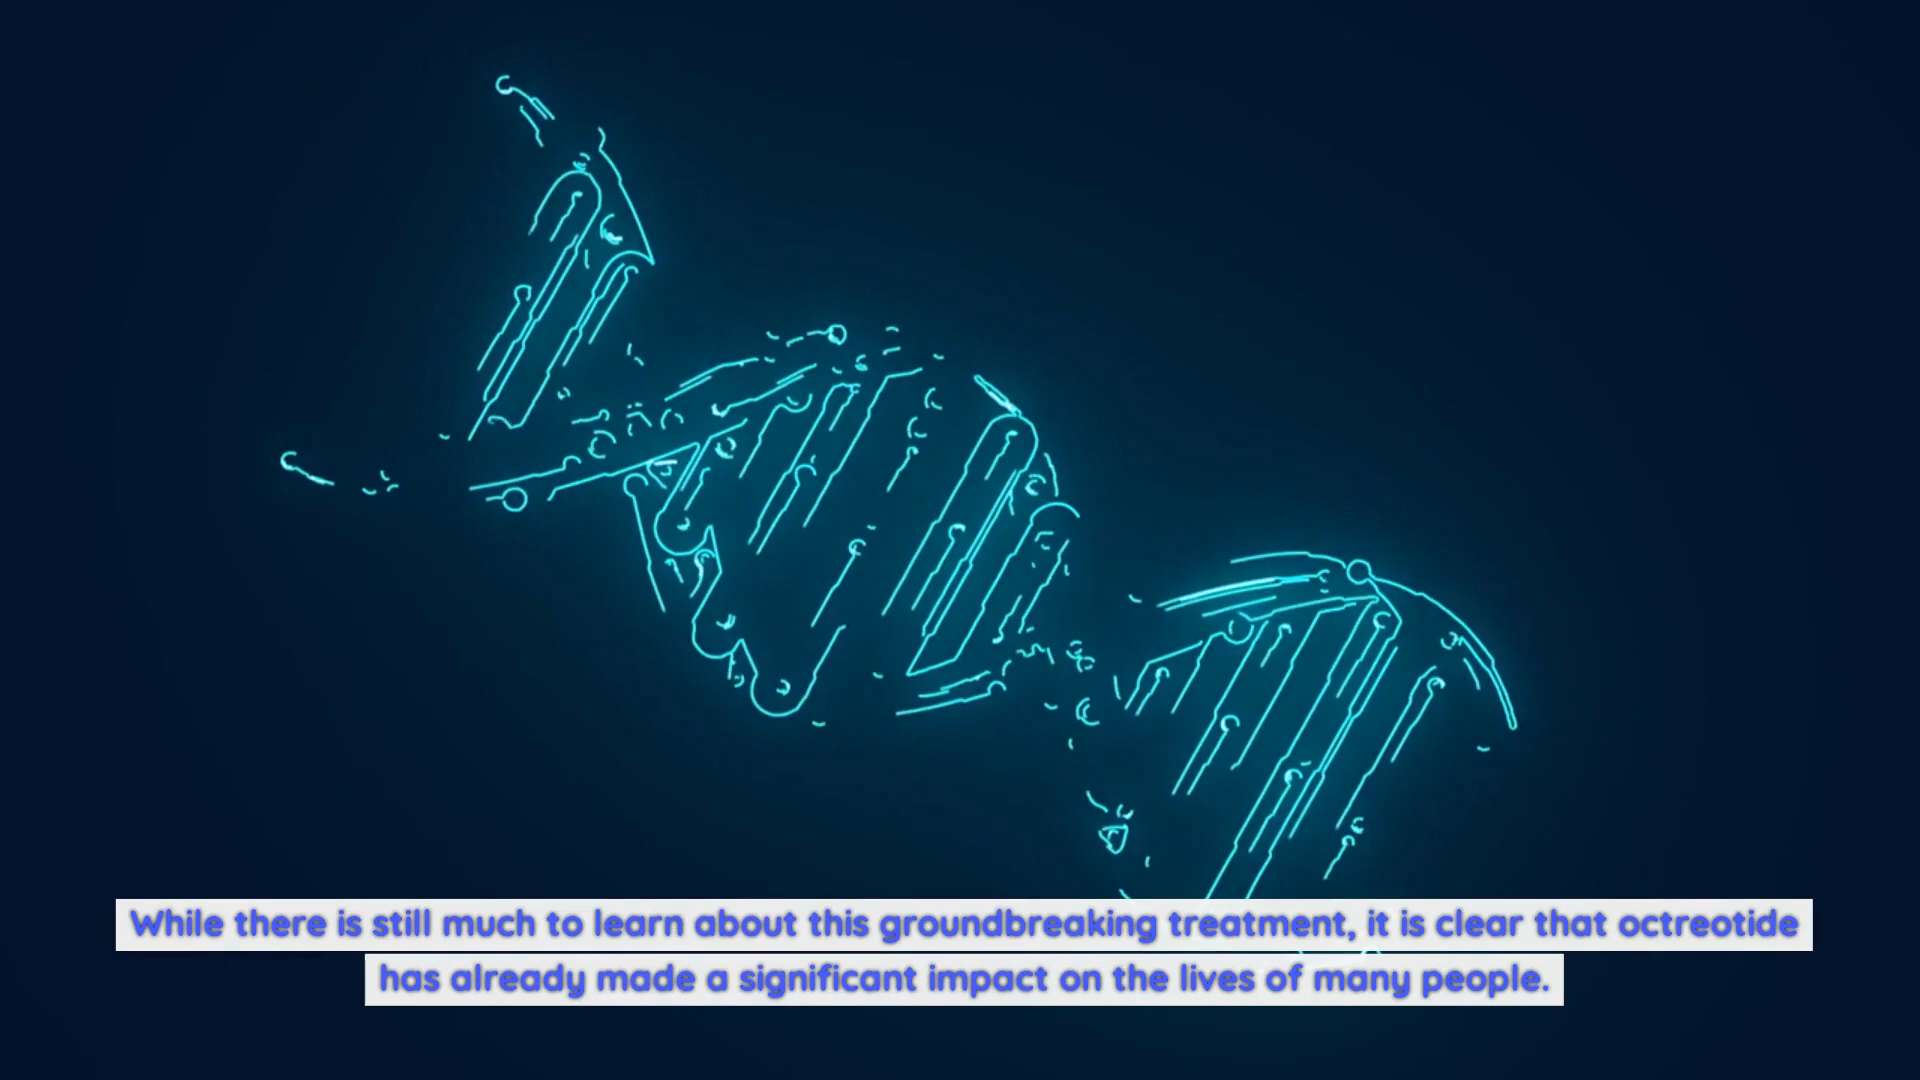 While there is still much to learn about this groundbreaking treatment, it is clear that octreotide
has already made a significant impact on the lives of many people.